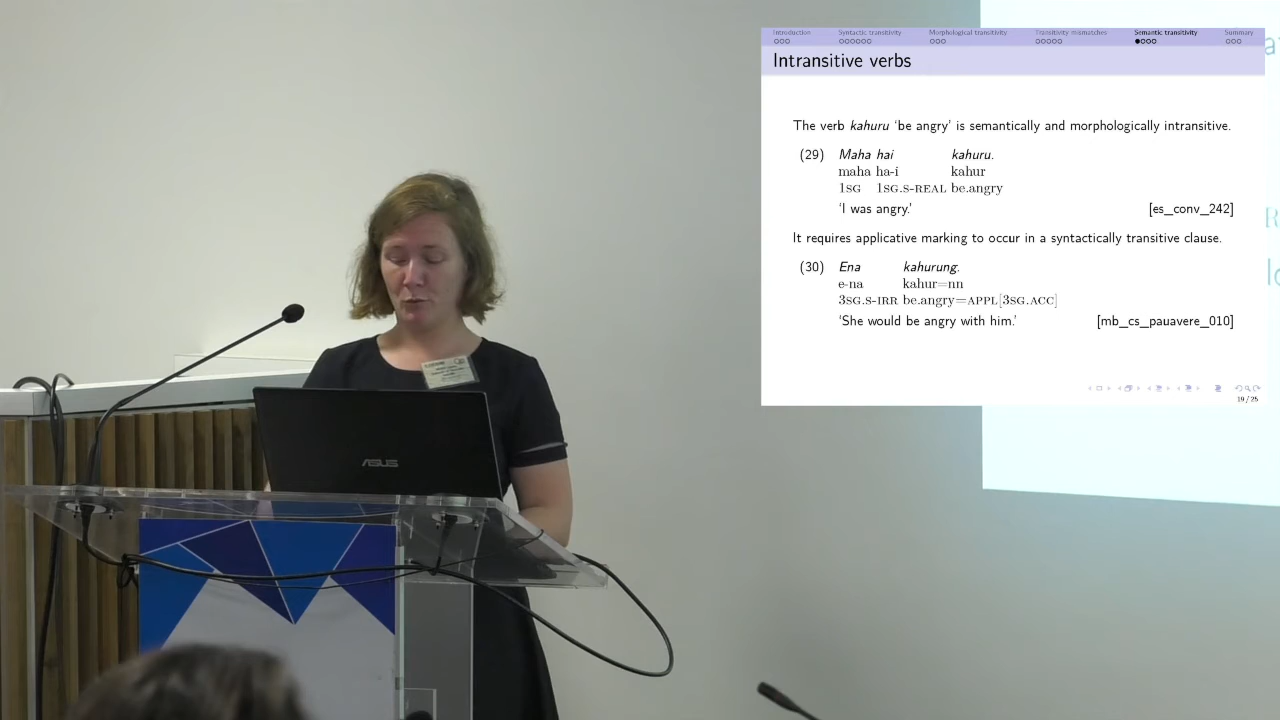 Introduction Syntactic transitivity Morphological transitivity Transitivity mismatches Semantic transitivity Summary
Intransitive verbs
The verb kahuru ‘be angry’ is semantically and morphologically intransitive.
(29) Maha hai kahuru.
maha ha-i kahur
1SG 1SG.S-REAL be.angry
‘I was angry.’ [es_conv_242]
It requires applicative marking to occur in a syntactically transitive clause.
(30) Ena kahurung.
e-na kahur=nn
3SG.S-IRR be.angry=APPL[3SG.ACC]
‘She would be angry with him.’ [mb_cs_pauavere_010]
19 / 25
ASUS